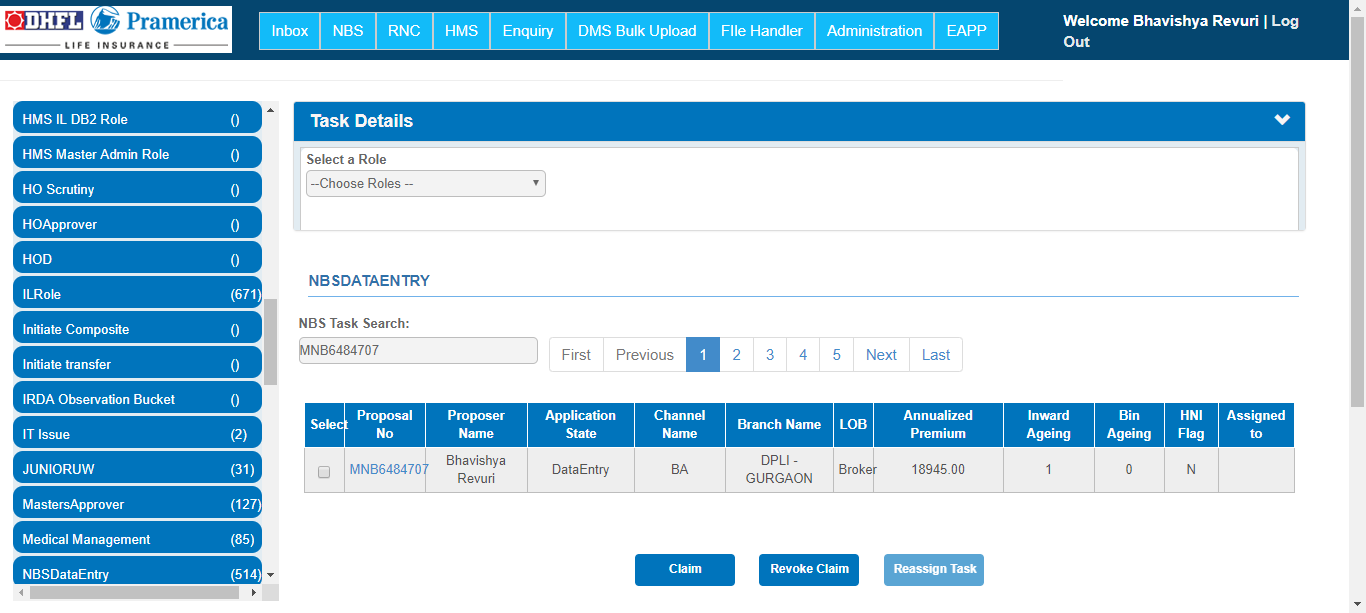 DHFL Pramerica
LIFE INSURANCE
Inbox NBS RNC HMS Enquiry DMS Bulk Upload FIle Handler Administration EAPP
Welcome Bhavishya Revuri | Log
Out
HMS IL DB2 Role ()
HMS Master Admin Role ()
HO Scrutiny ()
HOApprover ()
HOD ()
ILRole (671)
Initiate Composite ()
Initiate transfer ()
IRDA Observation Bucket ()
IT Issue (2)
JUNIORUW (31)
MastersApprover (127)
Medical Management (85)
NBSDataEntry (514)
Task Details
Select a Role
--Choose Roles --
NBSDATAENTRY
NBS Task Search:
MNB6484707
First Previous 1 2 3 4 5 Next Last
Select Proposal No Proposer Name Application State Channel Name Branch Name LOB Annualized Premium Inward Ageing Bin Ageing HNI Flag Assigned to
MNB6484707 Bhavishya Revuri DataEntry BA DPLI - GURGAON Broker 18945.00 1 0 N
Claim Revoke Claim Reassign Task